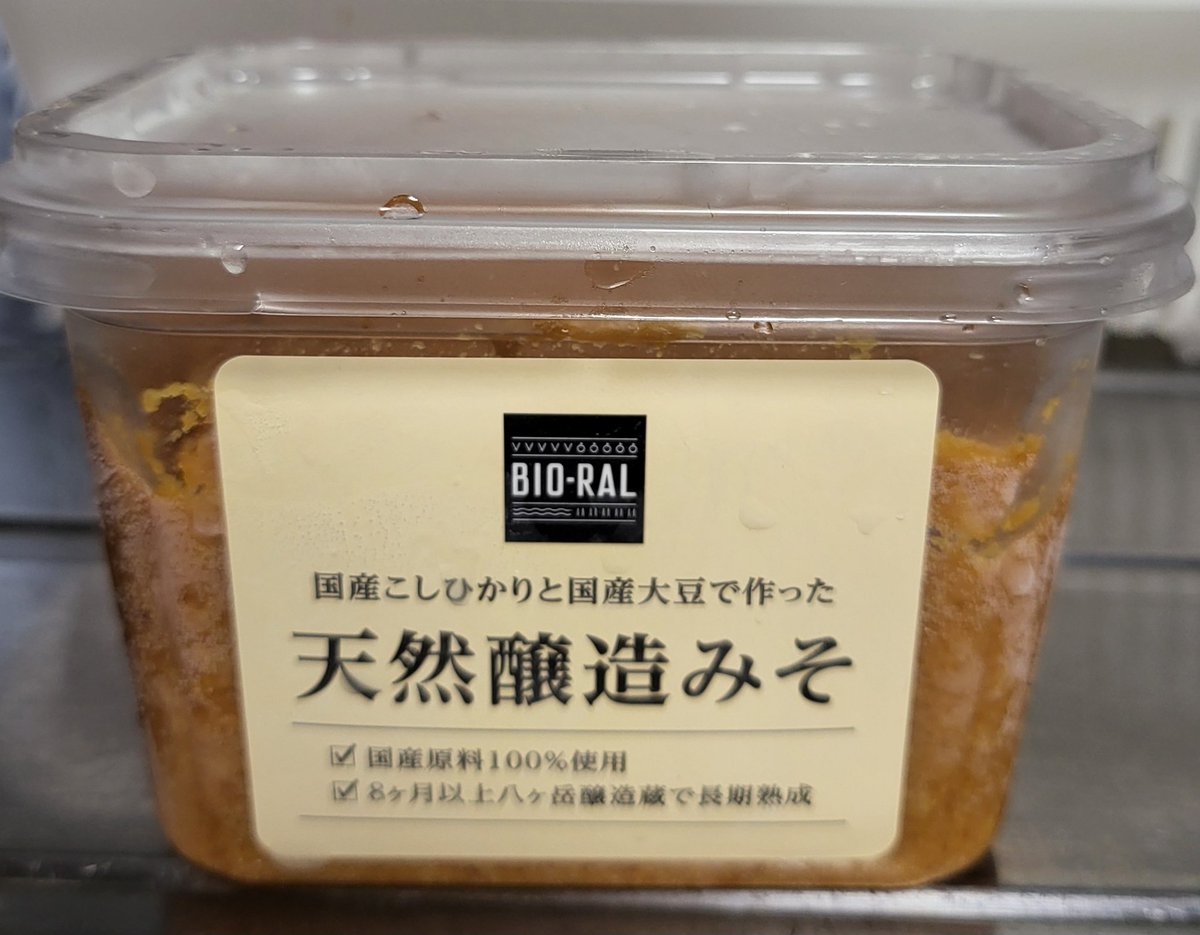 BIO-RAL
国産こしひかりと国産大豆で作った
天然醸造みそ
☑ 国産原料100%使用
☑ 8ヶ月以上八ヶ岳醸造蔵で長期熟成